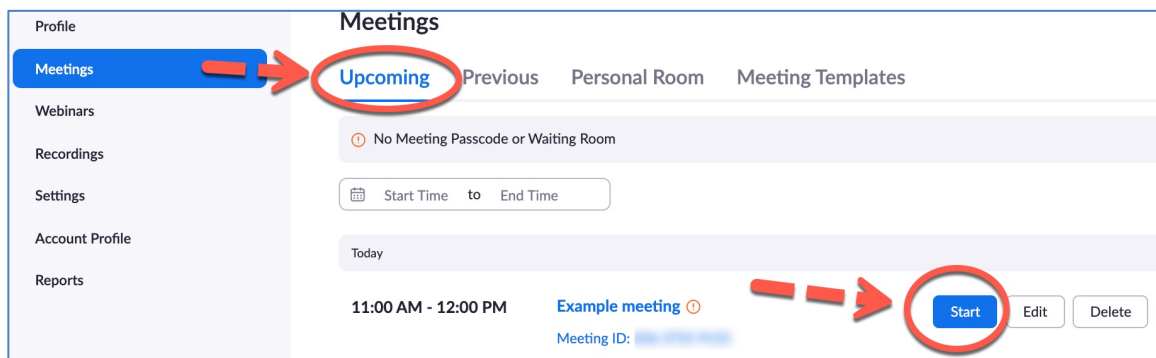 Profile
Meetings
Webinars
Recordings
Settings
Account Profile
Reports
Meetings
Upcoming Previous Personal Room Meeting Templates
No Meeting Passcode or Waiting Room
Start Time to End Time
Today
11:00 AM - 12:00 PM Example meeting Start Edit Delete
Meeting ID: